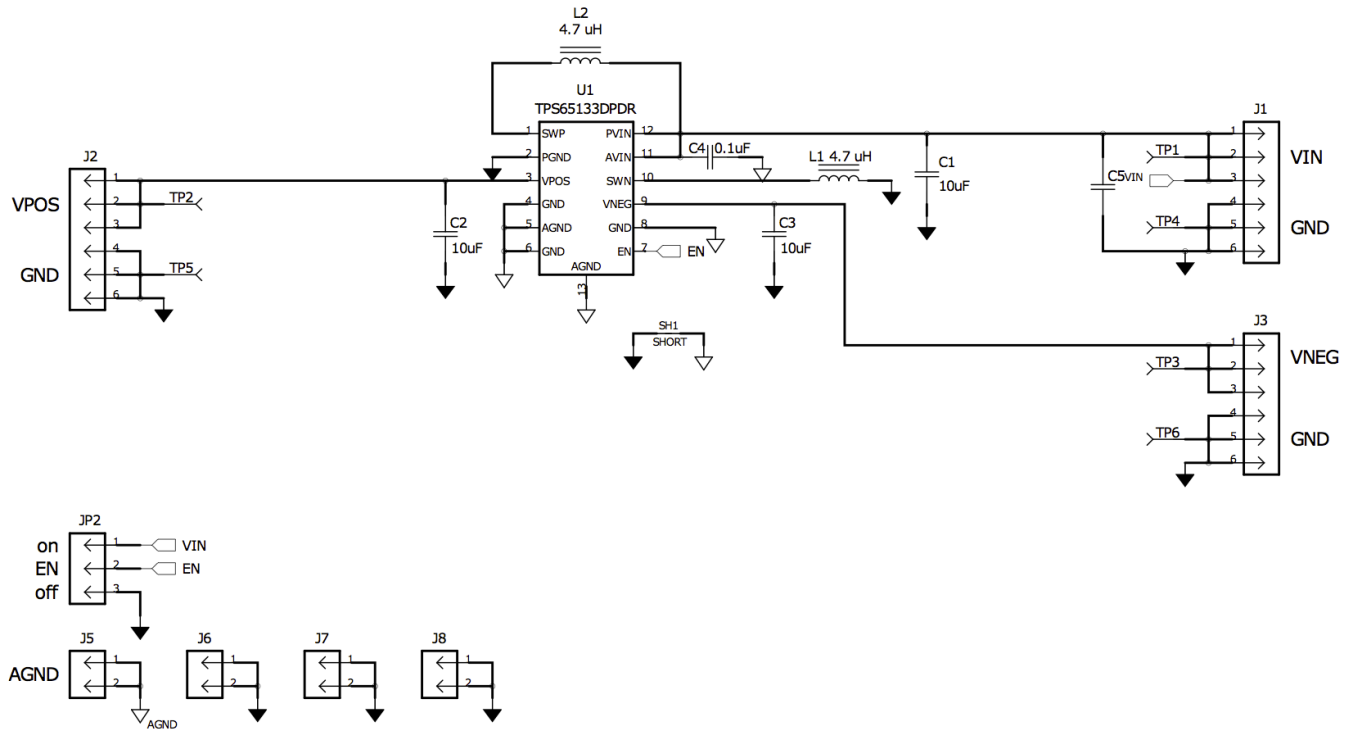 L2
4.7 uH
U1
TPS65133DPDR
1 SWP PVIN 12
2 PGND AVIN 11
3 VPOS SWN 10
4 GND VNEG 9
5 AGND GND 8
6 GND EN 7
AGND
13
EN
C4 0.1uF
L1 4.7 uH
C1
10uF
C5
VIN
C2
10uF
C3
10uF
SH1
SHORT
J2
1
2
3
4
5
6
VPOS
GND
TP2
TP5
J1
1
2
3
4
5
6
VIN
GND
TP1
TP4
J3
1
2
3
4
5
6
VNEG
GND
TP3
TP6
JP2
on 1 VIN
EN 2 EN
off 3
J5
AGND
1
2
AGND
J6
1
2
J7
1
2
J8
1
2